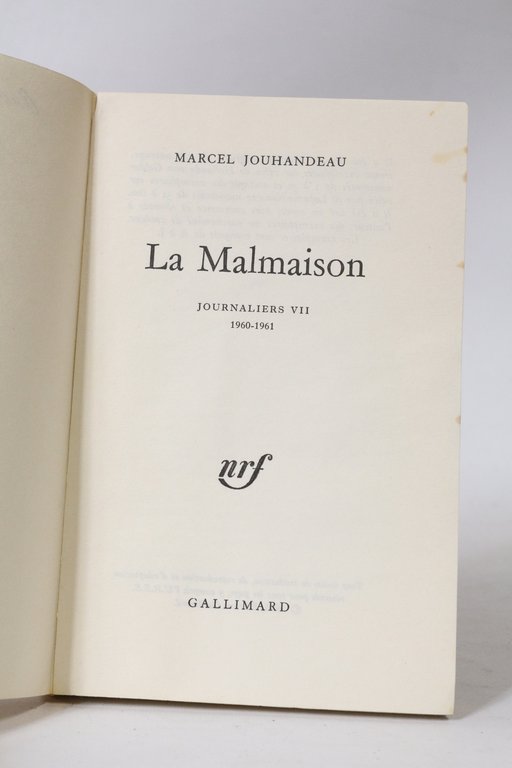 MARCEL JOUHANDEAU
La Malmaison
JOURNALIERS VII
1960-1961
nrf
GALLIMARD